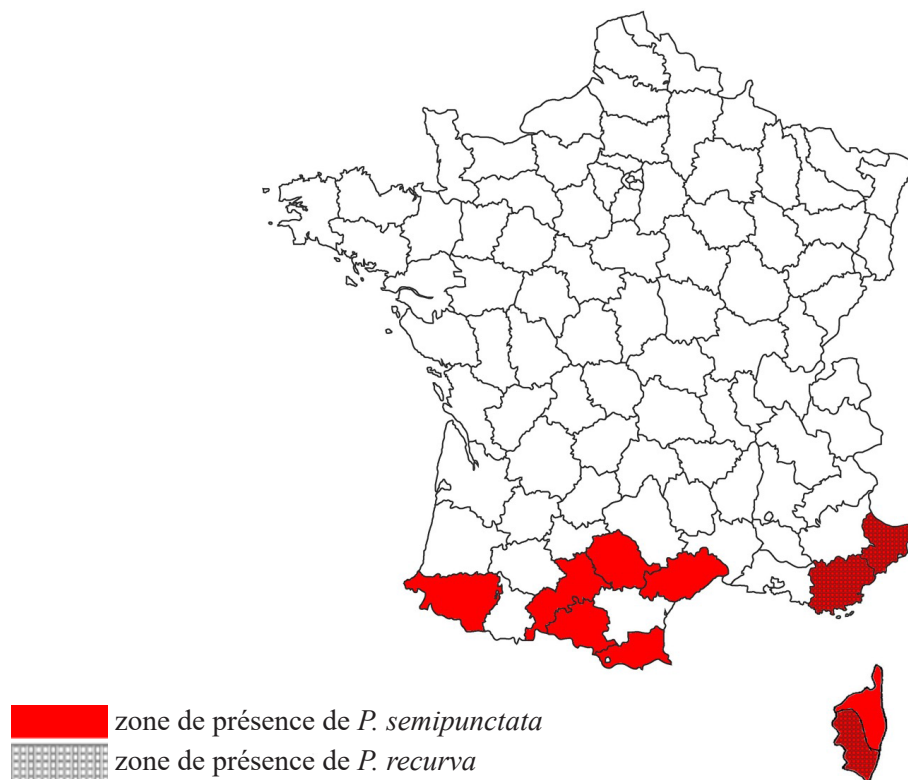 zone de présence de P. semipunctata
zone de présence de P. recurva